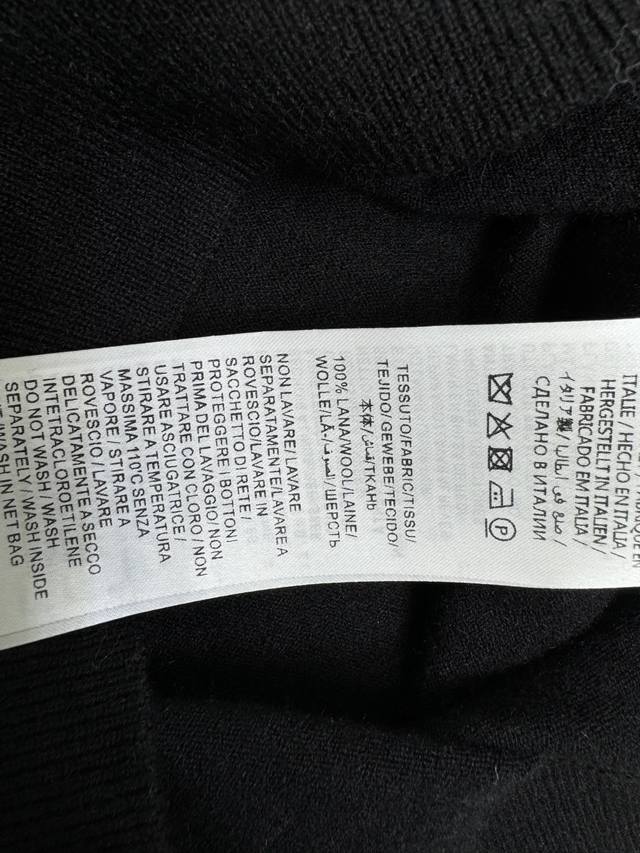 ITALIE / HECHO EN ITALIA /
HERGESTELLT IN ITALIEN /
FABRICADO EM ITALIA /
イタリア製 / صنع في ايطاليا /
СДЕЛАНО В ИТАЛИИ
P
TESSUTO/FABRIC/TISSU/
TEJIDO/ GEWEBE/TECIDO/
本体/قماش/ТКАНЬ
100% LANA/WOOL/LAINE/
WOLLE/LÃ/الصوف/ШЕРСТЬ
NON LAVARE/ LAVARE
SEPARATAMENTE/LAVARE A
ROVESCIO/LAVARE IN
SACCHETTO DI RETE /
PROTEGGERE I BOTTONI
PRIMA DEL LAVAGGIO/ NON
TRATTARE CON CLORO / NON
USARE ASCIUGATRICE /
STIRARE A TEMPERATURA
MASSIMA 110°C SENZA
VAPORE / STIRARE A
ROVESCIO / LAVARE
DELICATAMENTE A SECCO
IN TETRACLOROETILENE
DO NOT WASH / WASH
SEPARATELY / WASH INSIDE
WASH IN NET BAG